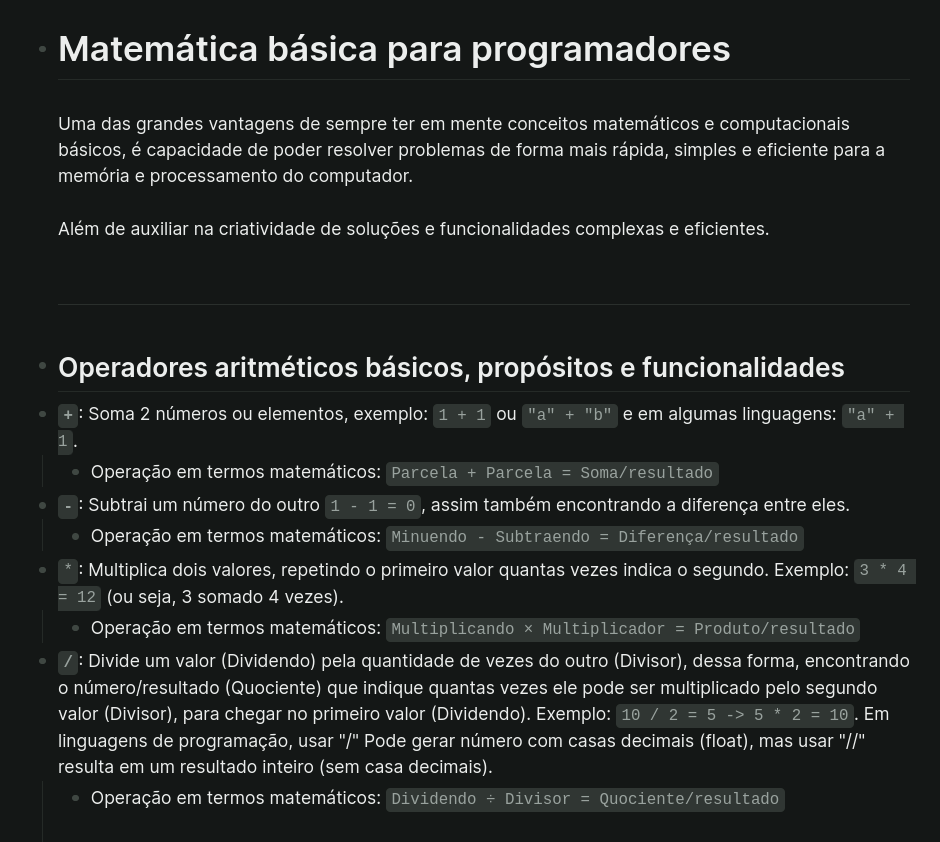 Matemática básica para programadores
Uma das grandes vantagens de sempre ter em mente conceitos matemáticos e computacionais
básicos, é capacidade de poder resolver problemas de forma mais rápida, simples e eficiente para a
memória e processamento do computador.
Além de auxiliar na criatividade de soluções e funcionalidades complexas e eficientes.
Operadores aritméticos básicos, propósitos e funcionalidades
+: Soma 2 números ou elementos, exemplo: 1 + 1 ou "a" + "b" e em algumas linguagens: "a" +
1.
Operação em termos matemáticos: Parcela + Parcela = Soma/resultado
-: Subtrai um número do outro 1 - 1 = 0, assim também encontrando a diferença entre eles.
Operação em termos matemáticos: Minuendo - Subtraendo = Diferença/resultado
*: Multiplica dois valores, repetindo o primeiro valor quantas vezes indica o segundo. Exemplo: 3 * 4
= 12 (ou seja, 3 somado 4 vezes).
Operação em termos matemáticos: Multiplicando × Multiplicador = Produto/resultado
/: Divide um valor (Dividendo) pela quantidade de vezes do outro (Divisor), dessa forma, encontrando
o número/resultado (Quociente) que indique quantas vezes ele pode ser multiplicado pelo segundo
valor (Divisor), para chegar no primeiro valor (Dividendo). Exemplo: 10 / 2 = 5 -> 5 * 2 = 10. Em
linguagens de programação, usar "/" Pode gerar número com casas decimais (float), mas usar "//"
resulta em um resultado inteiro (sem casa decimais).
Operação em termos matemáticos: Dividendo ÷ Divisor = Quociente/resultado